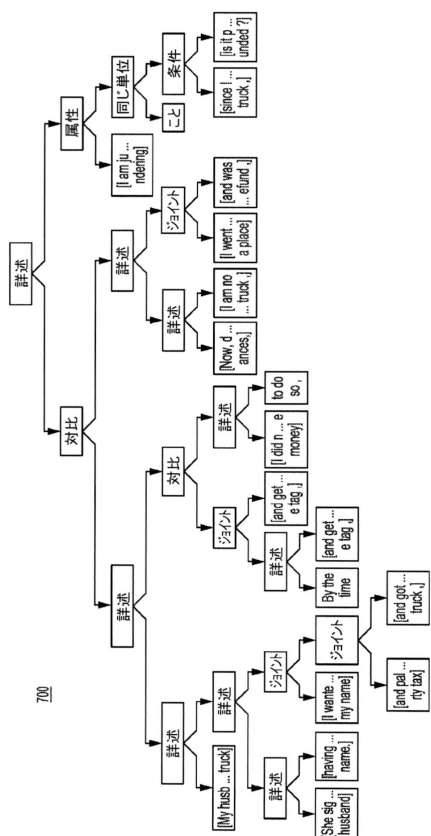 700
詳述
対比
属性
詳述
詳述
[I am ju ...
ndering]
同じ単位
詳述
対比
詳述
ジョイント
こと
条件
[My husb ... truck]
詳述
ジョイント
詳述
詳述
[Now, d ...
ances,]
[I am no
... truck ,]
[I went ...
a place]
[and was
... efund ,]
[since I ...
truck ,]
[is it p ...
unded ?]
詳述
ジョイント
詳述
[and get ...
e tag ,]
[I did n ... e
money]
to do
so ,
[She sig ...
husband]
[having ...
name.]
[I wante ...
my name]
ジョイント
By the
time
[and get ...
e tag ,]
[and pal ...
rty tax]
[and got ...
truck ,]